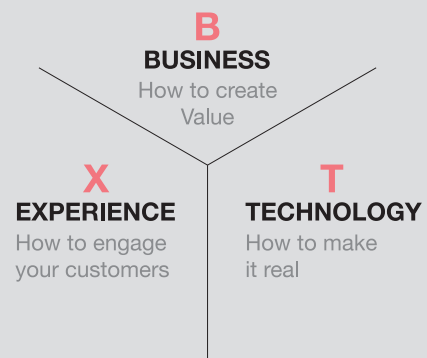 B
BUSINESS
How to create
Value
X
EXPERIENCE
How to engage
your customers
T
TECHNOLOGY
How to make
it real